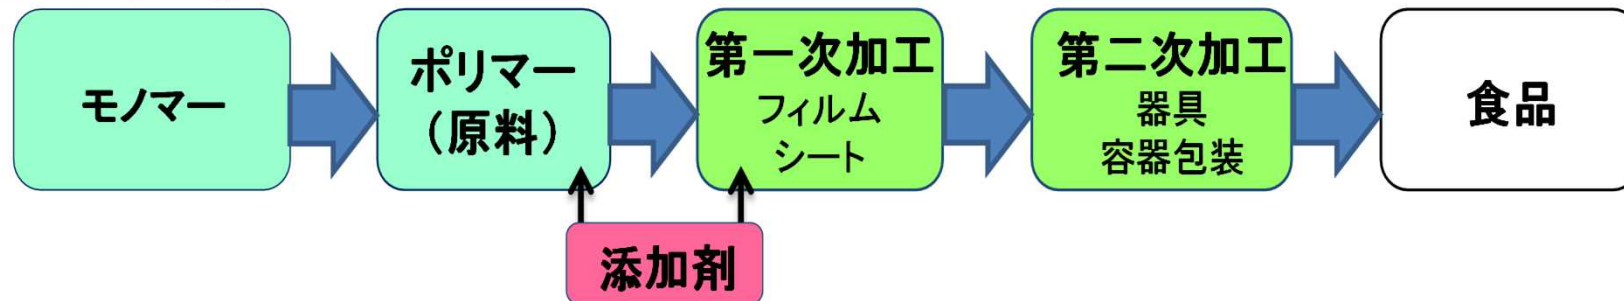 モノマー
ポリマー
（原料）
第一次加工
フィルム
シート
第二次加工
器具
容器包装
食品
添加剤